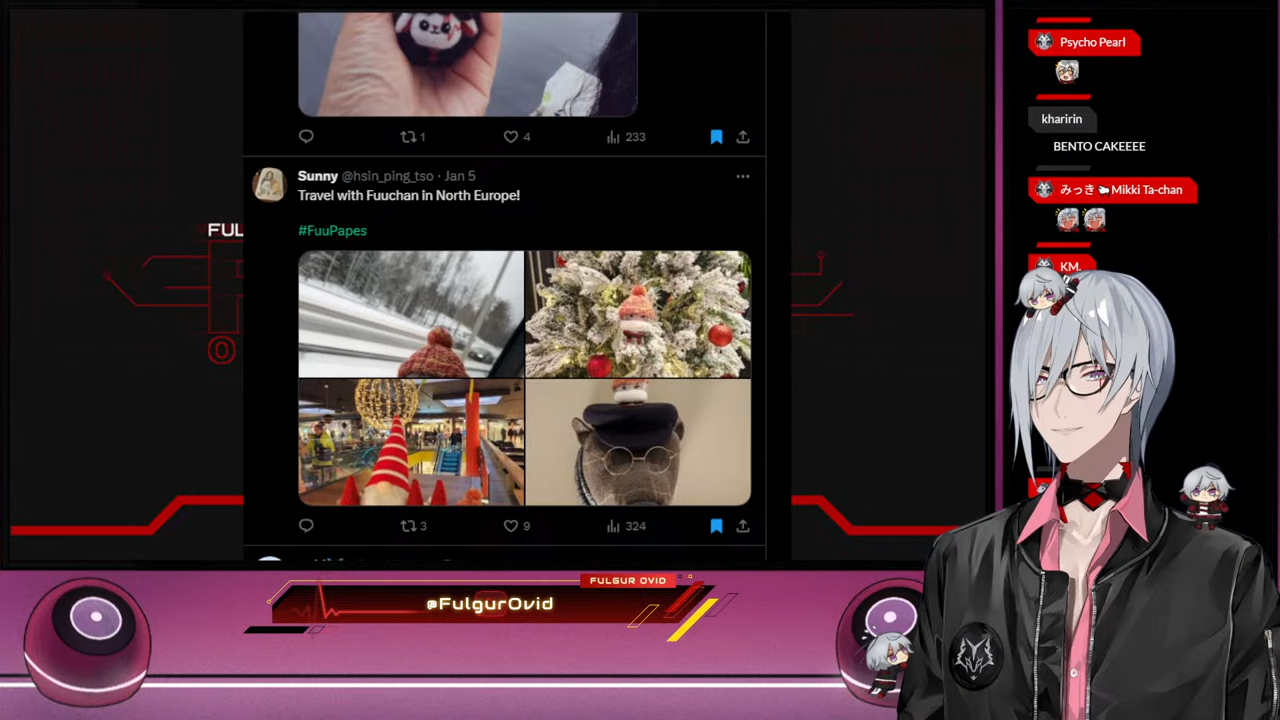 1
4
233
Sunny @hsin_ping_tso · Jan 5
Travel with Fuuchan in North Europe!
#FuuPapes
3
9
324
FUL
FULGUR OVID
@FulgurOvid
Psycho Pearl
kharirin
BENTO CAKEEEE
みっき 🐑Mikki Ta-chan
KM.